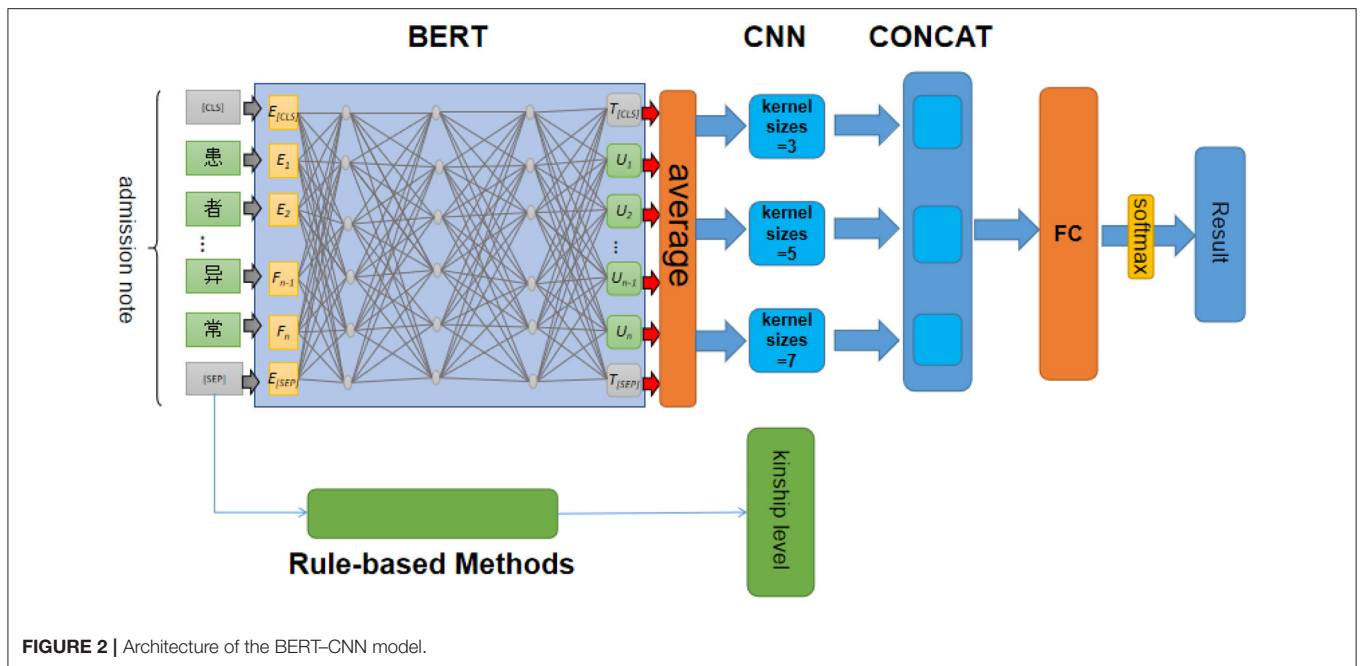 BERT
CNN
CONCAT
admission note
[CLS]
患
者
⋮
异
常
[SEP]
E[CLS]
E1
E2
Fn-1
Fn
E[SEP]
T[CLS]
U1
U2
⋮
Un-1
Un
T[SEP]
average
kernel
sizes
=3
kernel
sizes
=5
kernel
sizes
=7
FC
softmax
Result
Rule-based Methods
kinship level
FIGURE 2 | Architecture of the BERT–CNN model.